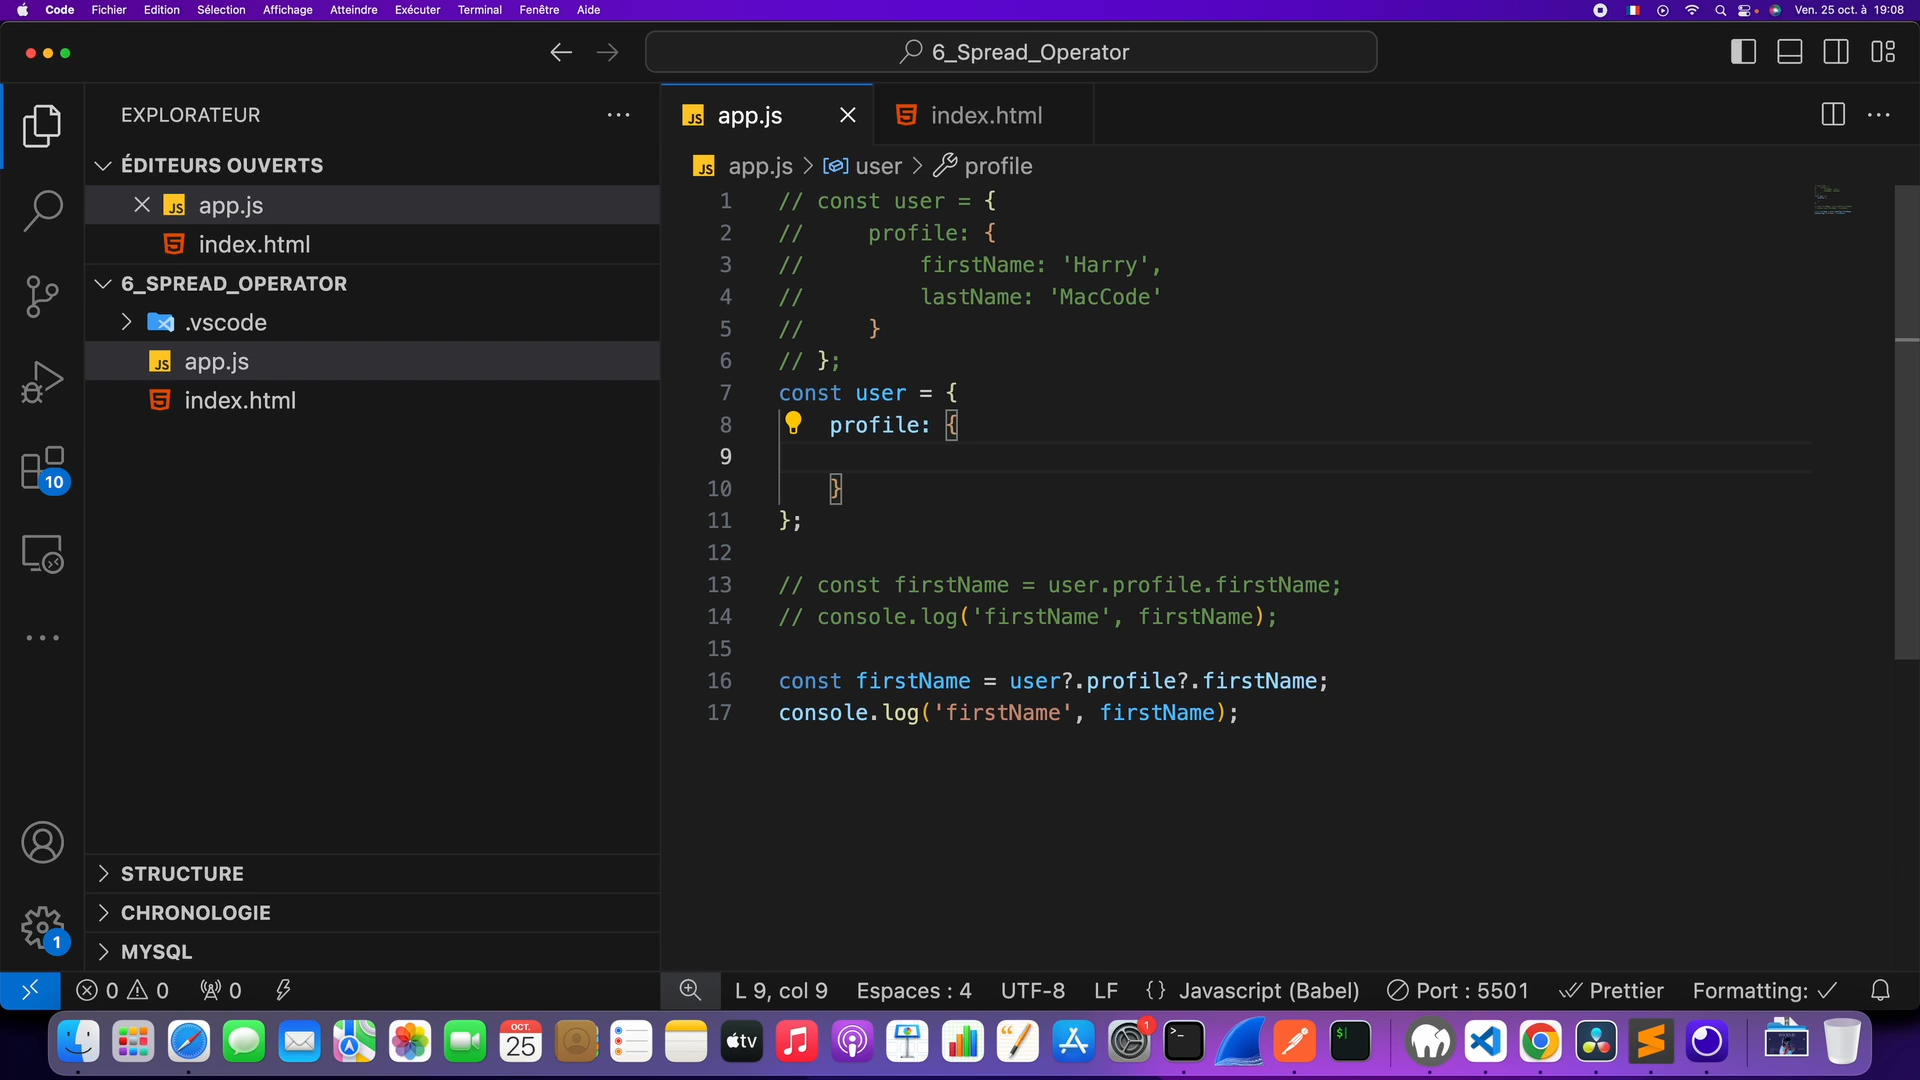 Code Fichier Edition Sélection Affichage Atteindre Exécuter Terminal Fenêtre Aide Ven. 25 oct. à 19:08
6_Spread_Operator
EXPLORATEUR
ÉDITEURS OUVERTS
app.js
index.html
6_SPREAD_OPERATOR
.vscode
app.js
index.html
10
STRUCTURE
CHRONOLOGIE
MYSQL
1
app.js index.html
app.js > user > profile
1 // const user = {
2 //     profile: {
3 //         firstName: 'Harry',
4 //         lastName: 'MacCode'
5 //     }
6 // };
7 const user = {
8     profile: {
9
10     }
11 };
12
13 // const firstName = user.profile.firstName;
14 // console.log('firstName', firstName);
15
16 const firstName = user?.profile?.firstName;
17 console.log('firstName', firstName);
0 0 0 L 9, col 9 Espaces : 4 UTF-8 LF {} Javascript (Babel) Port : 5501 Prettier Formatting:
OCT.
25
tv
1